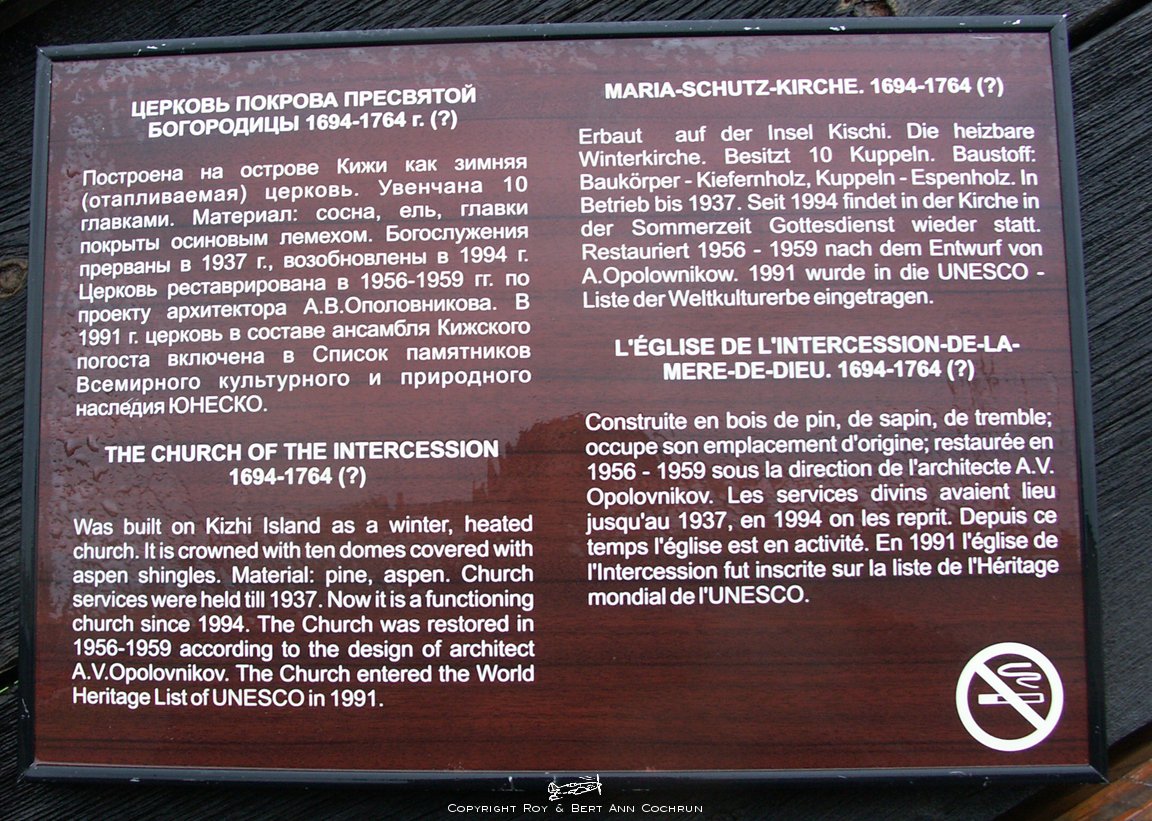 ЦЕРКОВЬ ПОКРОВА ПРЕСВЯТОЙ
БОГОРОДИЦЫ 1694-1764 г. (?)
Построена на острове Кижи как зимняя
(отапливаемая) церковь. Увенчана 10
главками. Материал: сосна, ель, главки
покрыты осиновым лемехом. Богослужения
прерваны в 1937 г., возобновлены в 1994 г.
Церковь реставрирована в 1956-1959 гг. по
проекту архитектора А.В.Ополовникова. В
1991 г. церковь в составе ансамбля Кижского
погоста включена в Список памятников
Всемирного культурного и природного
наследия ЮНЕСКО.
THE CHURCH OF THE INTERCESSION
1694-1764 (?)
Was built on Kizhi Island as a winter, heated
church. It is crowned with ten domes covered with
aspen shingles. Material: pine, aspen. Church
services were held till 1937. Now it is a functioning
church since 1994. The Church was restored in
1956-1959 according to the design of architect
A.V.Opolovnikov. The Church entered the World
Heritage List of UNESCO in 1991.
MARIA-SCHUTZ-KIRCHE. 1694-1764 (?)
Erbaut auf der Insel Kischi. Die heizbare
Winterkirche. Besitzt 10 Kuppeln. Baustoff:
Baukörper - Kiefernholz, Kuppeln - Espenholz. In
Betrieb bis 1937. Seit 1994 findet in der Kirche in
der Sommerzeit Gottesdienst wieder statt.
Restauriert 1956 - 1959 nach dem Entwurf von
A.Opolownikow. 1991 wurde in die UNESCO -
Liste der Weltkulturerbe eingetragen.
L'ÉGLISE DE L'INTERCESSION-DE-LA-
MERE-DE-DIEU. 1694-1764 (?)
Construite en bois de pin, de sapin, de tremble;
occupe son emplacement d'origine; restaurée en
1956 - 1959 sous la direction de l'architecte A.V.
Opolovnikov. Les services divins avaient lieu
jusqu'au 1937, en 1994 on les reprit. Depuis ce
temps l'église est en activité. En 1991 l'église de
l'Intercession fut inscrite sur la liste de l'Héritage
mondial de l'UNESCO.
Copyright Roy & Bert Ann Cochrun